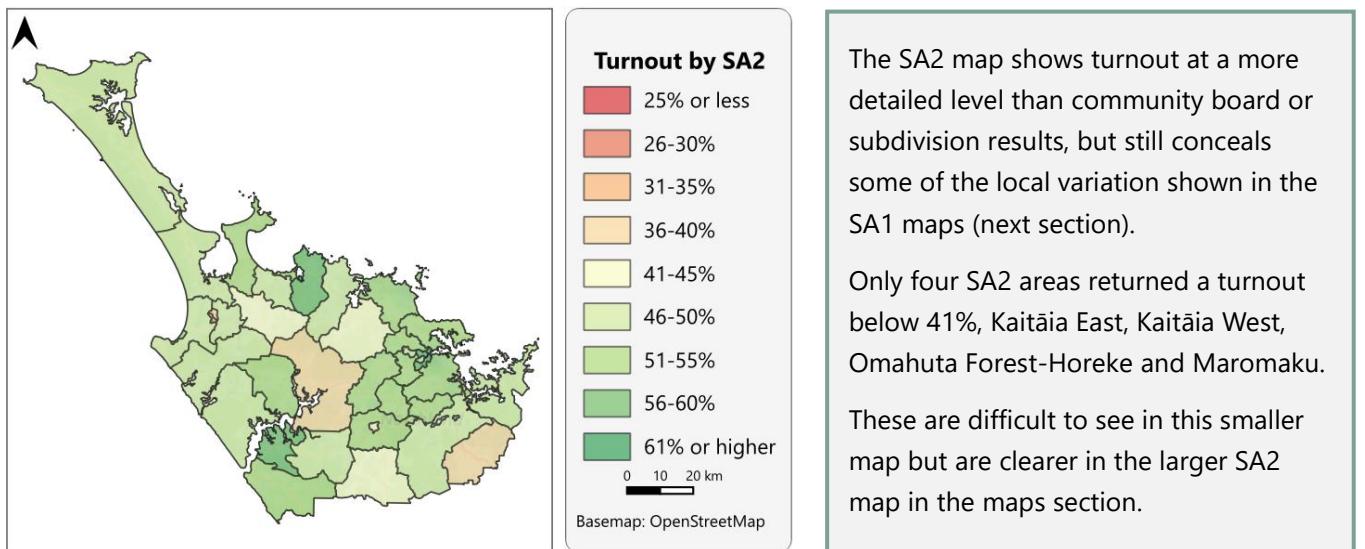 Turnout by SA2
25% or less
26-30%
31-35%
36-40%
41-45%
46-50%
51-55%
56-60%
61% or higher
0 10 20 km
Basemap: OpenStreetMap
The SA2 map shows turnout at a more
detailed level than community board or
subdivision results, but still conceals
some of the local variation shown in the
SA1 maps (next section).
Only four SA2 areas returned a turnout
below 41%, Kaitāia East, Kaitāia West,
Omahuta Forest-Horeke and Maromaku.
These are difficult to see in this smaller
map but are clearer in the larger SA2
map in the maps section.